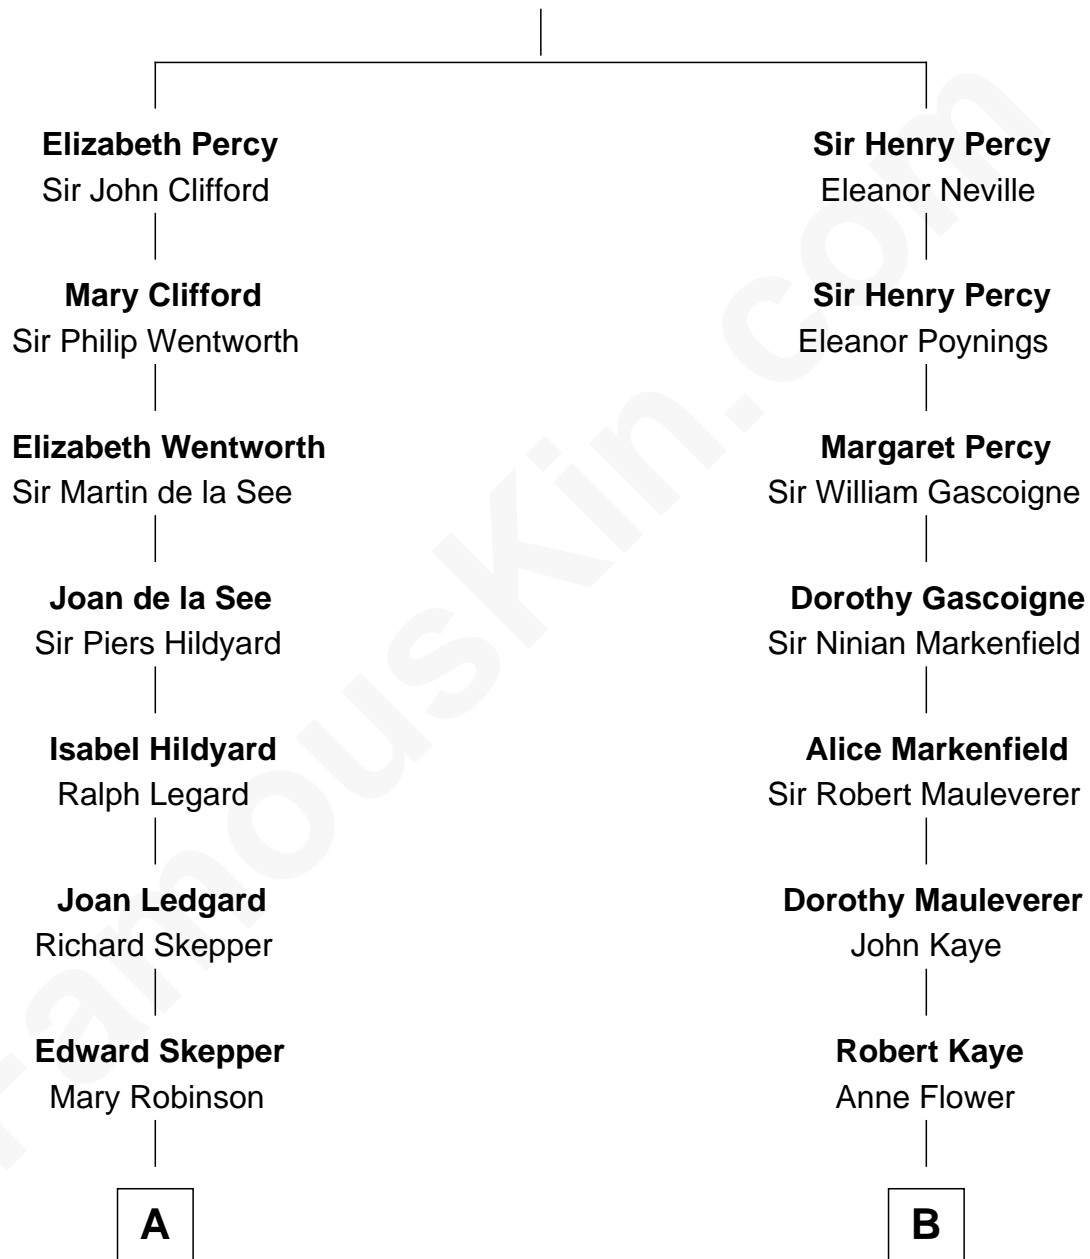 Elizabeth Percy
Sir John Clifford
Sir Henry Percy
Eleanor Neville
Mary Clifford
Sir Philip Wentworth
Sir Henry Percy
Eleanor Poynings
Elizabeth Wentworth
Sir Martin de la See
Margaret Percy
Sir William Gascoigne
Joan de la See
Sir Piers Hildyard
Dorothy Gascoigne
Sir Ninian Markenfield
Isabel Hildyard
Ralph Legard
Alice Markenfield
Sir Robert Mauleverer
Joan Ledgard
Richard Skepper
Dorothy Mauleverer
John Kaye
Edward Skepper
Mary Robinson
Robert Kaye
Anne Flower
A
B
FamousKin.com